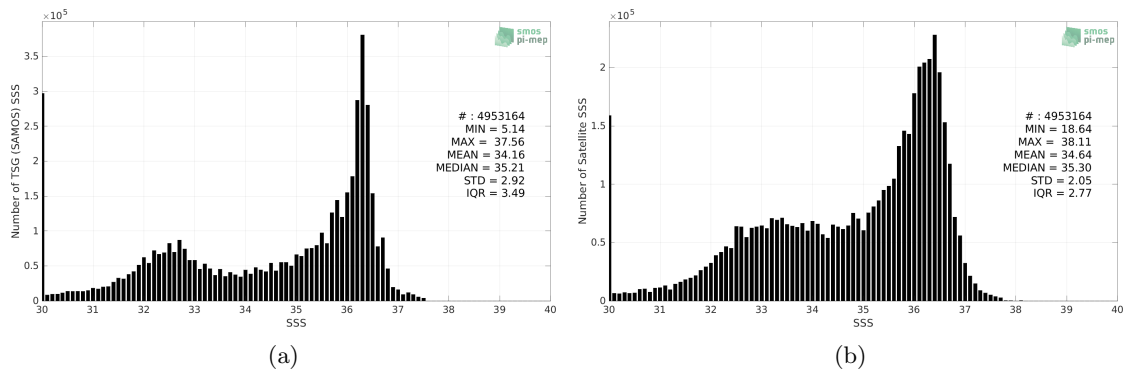 ×10⁵
smos
pi-mep
3.5
3
2.5
2
1.5
1
0.5
0
Number of TSG (SAMOS) SSS
# : 4953164
MIN = 5.14
MAX = 37.56
MEAN = 34.16
MEDIAN = 35.21
STD = 2.92
IQR = 3.49
30 31 32 33 34 35 36 37 38 39 40
SSS
(a)
×10⁵
smos
pi-mep
2
1.5
1
0.5
0
Number of Satellite SSS
# : 4953164
MIN = 18.64
MAX = 38.11
MEAN = 34.64
MEDIAN = 35.30
STD = 2.05
IQR = 2.77
30 31 32 33 34 35 36 37 38 39 40
SSS
(b)